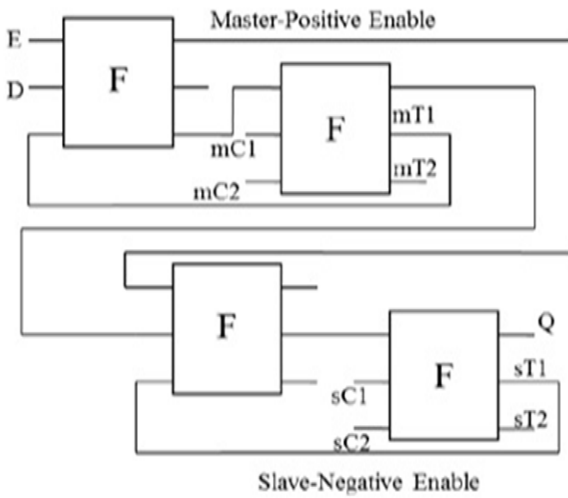 Master-Positive Enable
E
D
F
F
mC1
mC2
mT1
mT2
F
F
Q
sC1
sC2
sT1
sT2
Slave-Negative Enable